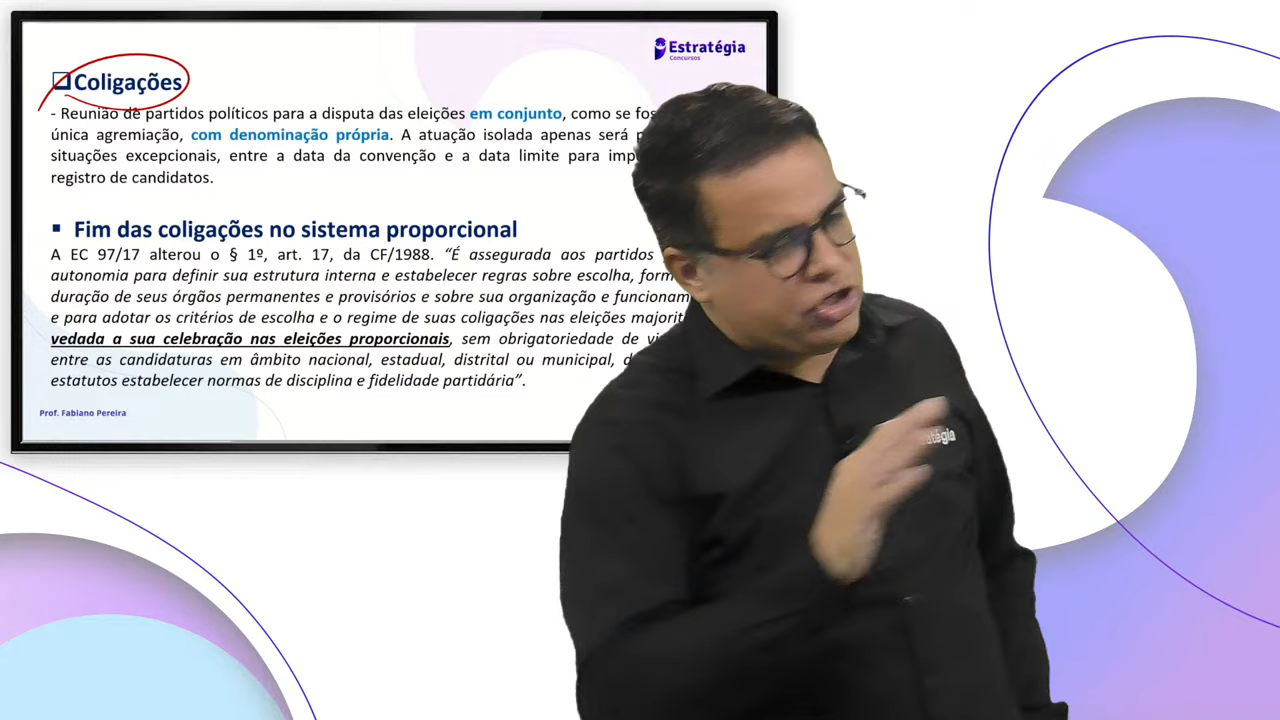 Estratégia
Concursos
Coligações
- Reunião de partidos políticos para a disputa das eleições em conjunto, como se
única agremiação, com denominação própria. A atuação isolada apenas será
situações excepcionais, entre a data da convenção e a data limite para
registro de candidatos.
▪ Fim das coligações no sistema proporcional
A EC 97/17 alterou o § 1º, art. 17, da CF/1988. “É assegurada aos partidos
autonomia para definir sua estrutura interna e estabelecer regras sobre escolha,
duração de seus órgãos permanentes e provisórios e sobre sua organização e
e para adotar os critérios de escolha e o regime de suas coligações nas eleições
vedada a sua celebração nas eleições proporcionais, sem obrigatoriedade de
entre as candidaturas em âmbito nacional, estadual, distrital ou municipal,
estatutos estabelecer normas de disciplina e fidelidade partidária”.
Prof. Fabiano Pereira